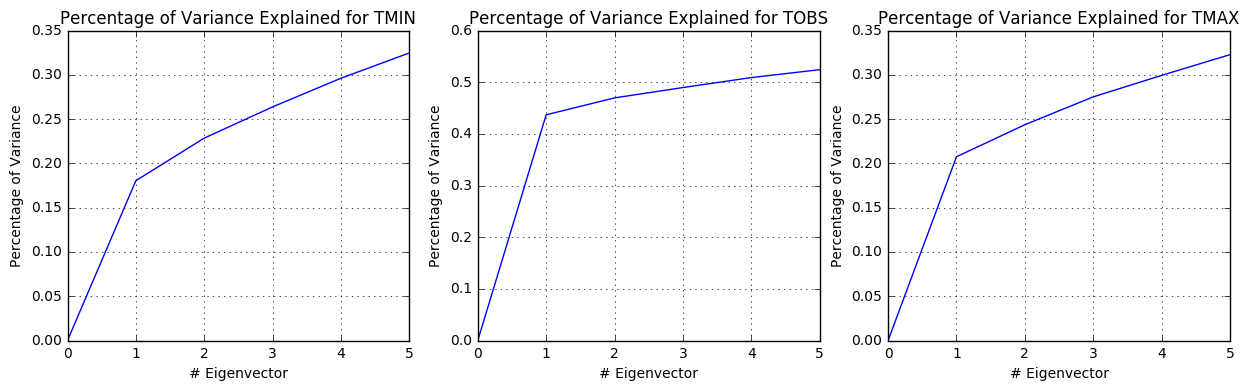 Percentage of Variance Explained for TMIN
0.35
0.30
0.25
0.20
0.15
0.10
0.05
0.00
Percentage of Variance
0 1 2 3 4 5
# Eigenvector
Percentage of Variance Explained for TOBS
0.6
0.5
0.4
0.3
0.2
0.1
0.0
Percentage of Variance
0 1 2 3 4 5
# Eigenvector
Percentage of Variance Explained for TMAX
0.35
0.30
0.25
0.20
0.15
0.10
0.05
0.00
Percentage of Variance
0 1 2 3 4 5
# Eigenvector